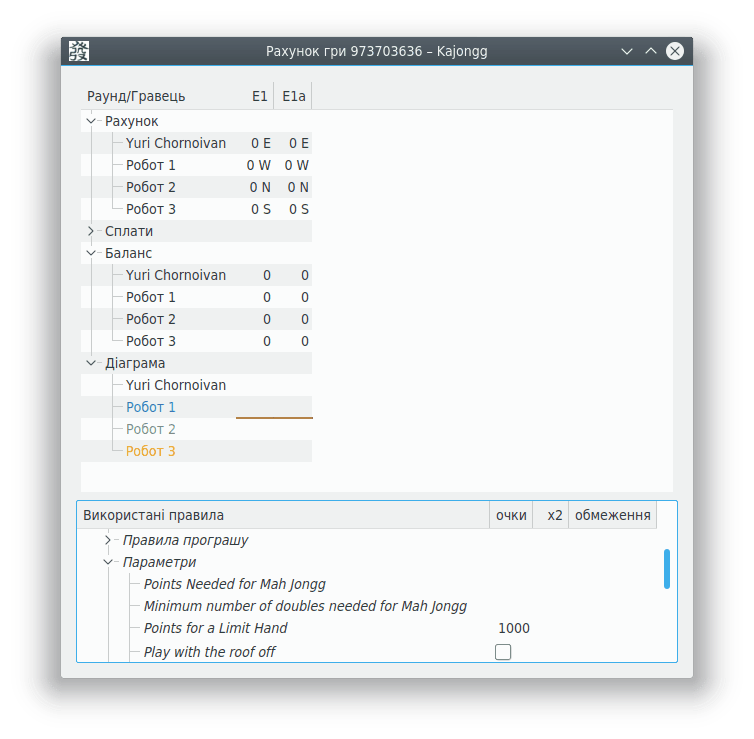 發
Рахунок гри 973703636 – Kajongg
Раунд/Гравець E1 E1a
Рахунок
Yuri Chornoivan 0 E 0 E
Робот 1 0 W 0 W
Робот 2 0 N 0 N
Робот 3 0 S 0 S
Сплати
Баланс
Yuri Chornoivan 0 0
Робот 1 0 0
Робот 2 0 0
Робот 3 0 0
Діаграма
Yuri Chornoivan
Робот 1
Робот 2
Робот 3
Використані правила очки x2 обмеження
Правила програшу
Параметри
Points Needed for Mah Jongg
Minimum number of doubles needed for Mah Jongg
Points for a Limit Hand 1000
Play with the roof off